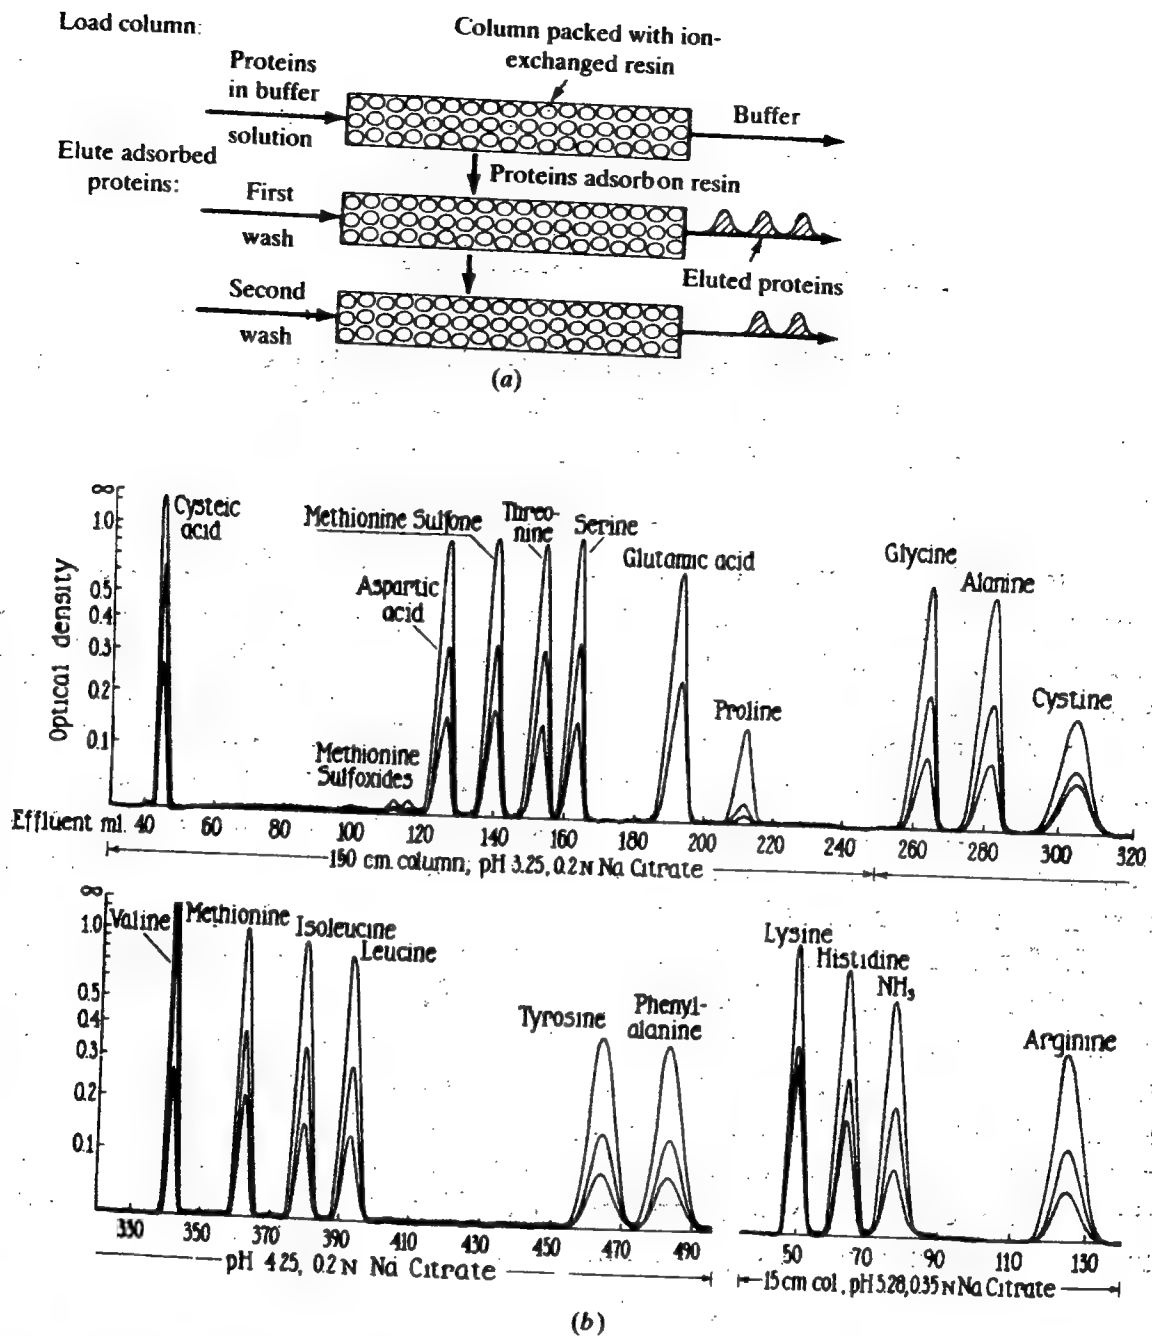 Load column:
Column packed with ion-
exchanged resin
Proteins
in buffer
solution
Buffer
Elute adsorbed
proteins:
Proteins adsorb on resin
First
wash
Eluted proteins
Second
wash
(a)
Optical density
∞
1.0
0.5
0.4
0.3
0.2
0.1
Cysteic
acid
Methionine Sulfone
Threo-
nine
Serine
Aspartic
acid
Glutamic acid
Glycine
Alanine
Proline
Cystine
Methionine
Sulfoxides
Effluent ml. 40 60 80 100 120 140 160 180 200 220 240 260 280 300 320
150 cm. column, pH 3.25, 0.2 N Na Citrate
∞
1.0
0.5
0.4
0.3
0.2
0.1
Valine
Methionine
Isoleucine
Leucine
Tyrosine
Phenyl-
alanine
Lysine
Histidine
NH₃
Arginine
330 350 370 390 410 430 450 470 490 50 70 90 110 130
pH 4.25, 0.2 N Na Citrate
15 cm col., pH 5.28, 0.35 N Na Citrate
(b)